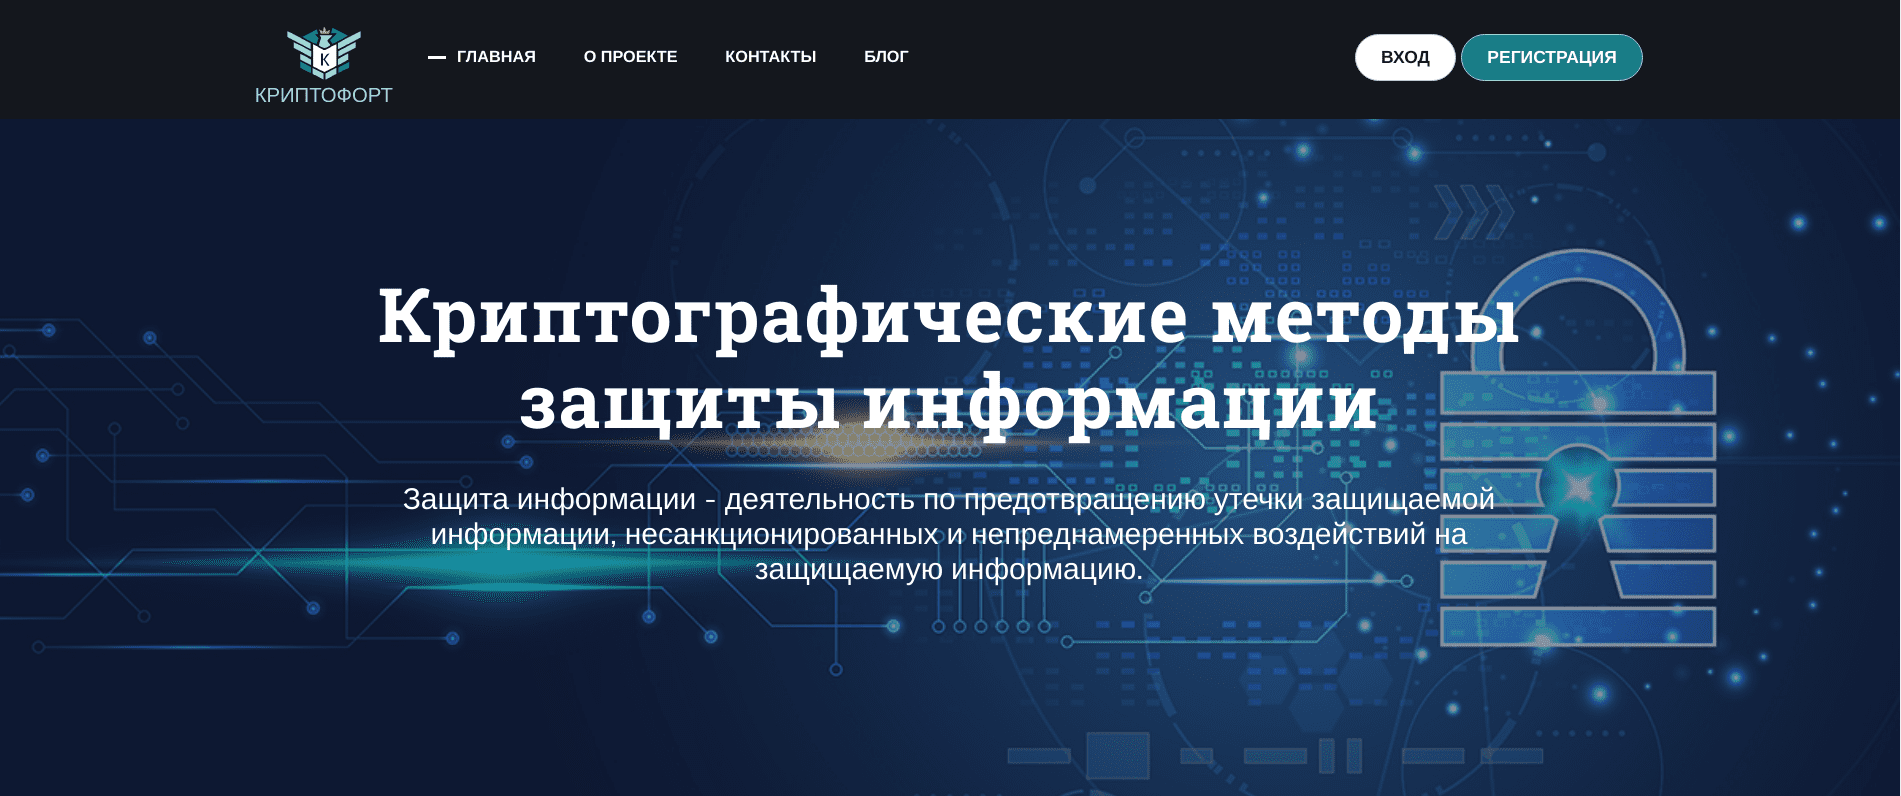 К
КРИПТОФОРТ
ГЛАВНАЯ О ПРОЕКТЕ КОНТАКТЫ БЛОГ ВХОД РЕГИСТРАЦИЯ
Криптографические методы
защиты информации
Защита информации - деятельность по предотвращению утечки защищаемой
информации, несанкционированных и непреднамеренных воздействий на
защищаемую информацию.